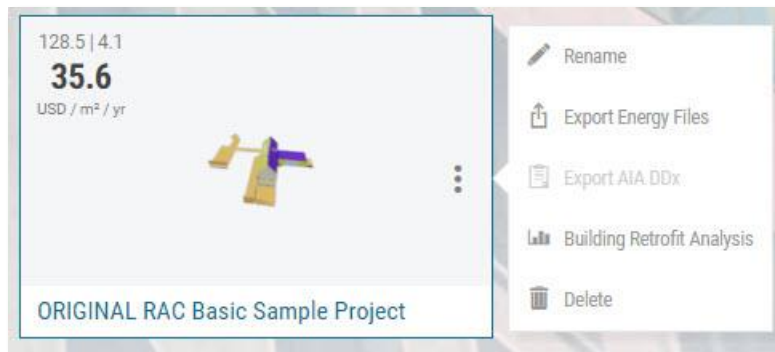 128.5 | 4.1
35.6
USD / m² / yr
ORIGINAL RAC Basic Sample Project
Rename
Export Energy Files
Export AIA DDx
Building Retrofit Analysis
Delete